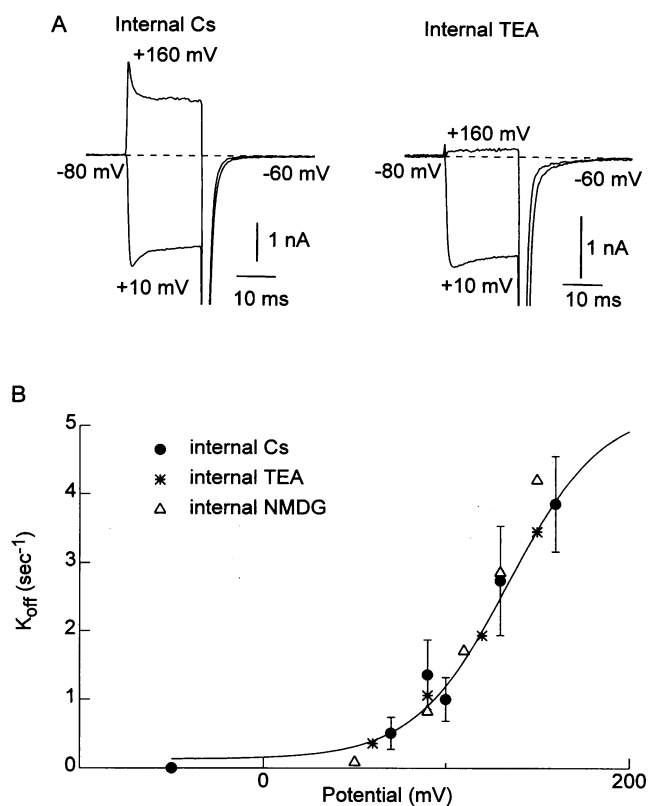 A
Internal Cs
Internal TEA
+160 mV
+160 mV
-80 mV
-60 mV
-80 mV
-60 mV
1 nA
1 nA
+10 mV
10 ms
+10 mV
10 ms
B
5
4
3
2
1
0
Koff (sec-1)
internal Cs
internal TEA
internal NMDG
0
200
Potential (mV)